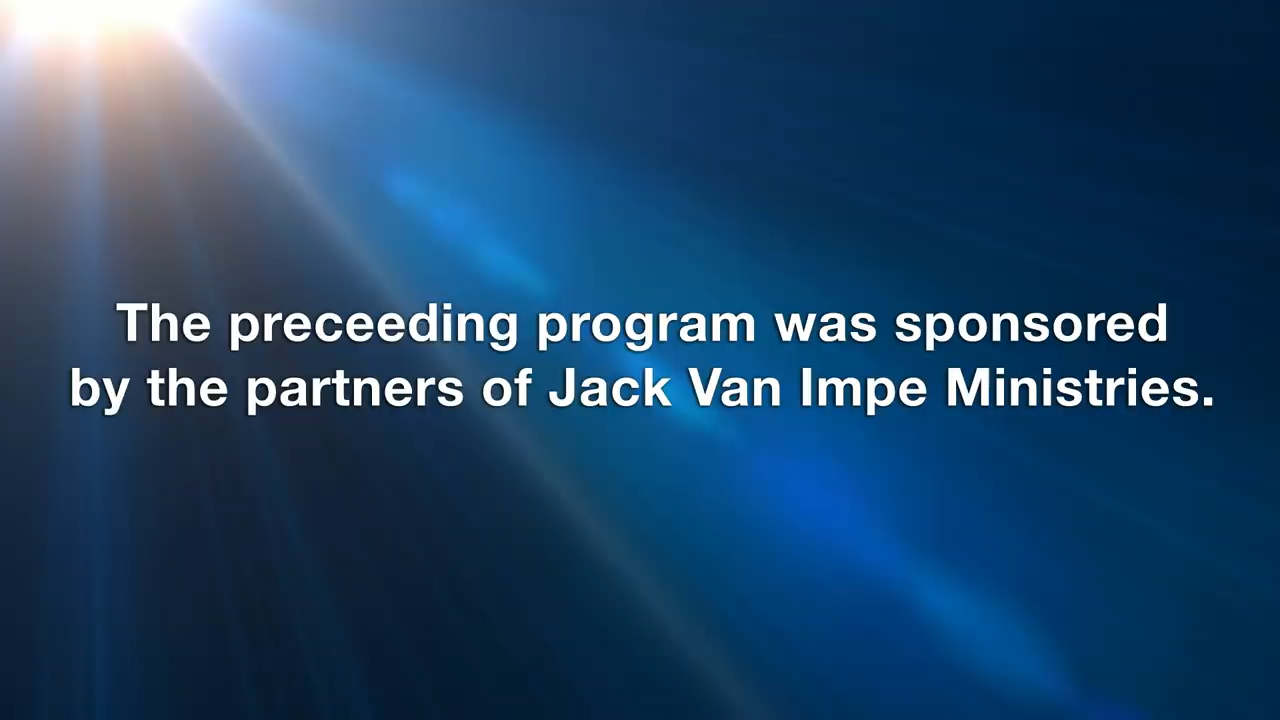 The preceeding program was sponsored
by the partners of Jack Van Impe Ministries.